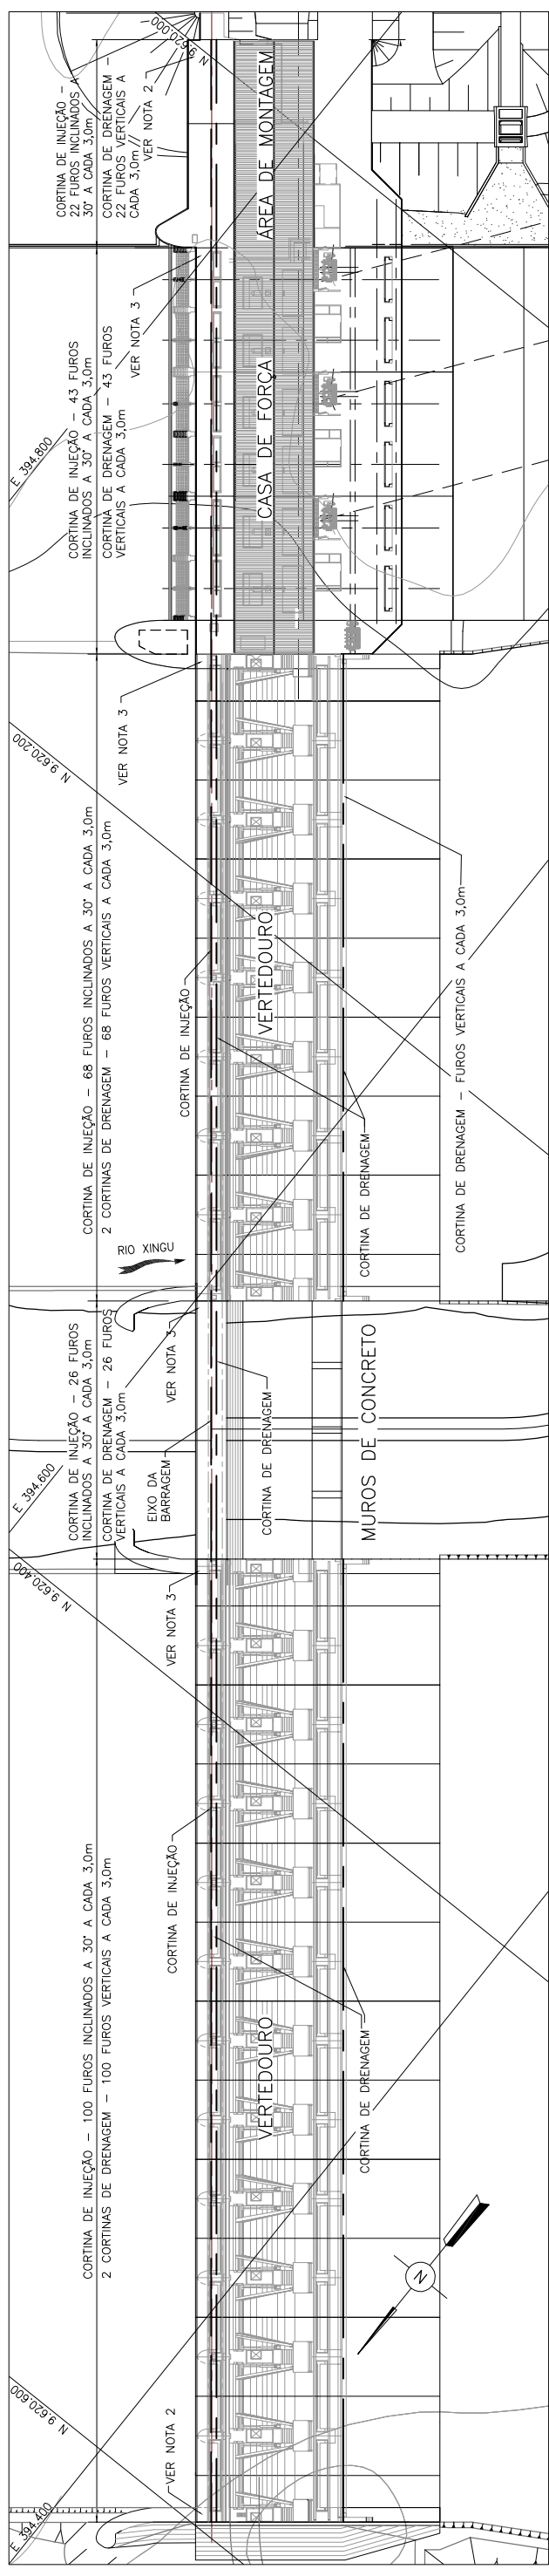 CORTINA DE INJEÇÃO –
22 FUROS INCLINADOS A
30° A CADA 3,0m
CORTINA DE DRENAGEM –
22 FUROS VERTICAIS A
CADA 3,0m
VER NOTA 2
N 9.620.000
ÁREA DE MONTAGEM
E 394.800
CORTINA DE INJEÇÃO – 43 FUROS
INCLINADOS A 30° A CADA 3,0m
CORTINA DE DRENAGEM – 43 FUROS
VERTICAIS A CADA 3,0m
VER NOTA 3
CASA DE FORÇA
VER NOTA 3
N 9.620.200
CORTINA DE INJEÇÃO – 68 FUROS INCLINADOS A 30° A CADA 3,0m
2 CORTINAS DE DRENAGEM – 68 FUROS VERTICAIS A CADA 3,0m
CORTINA DE INJEÇÃO
VERTEDOURO
CORTINA DE DRENAGEM
CORTINA DE DRENAGEM – FUROS VERTICAIS A CADA 3,0m
RIO XINGU
E 394.600
CORTINA DE INJEÇÃO – 26 FUROS
INCLINADOS A 30° A CADA 3,0m
CORTINA DE DRENAGEM – 26 FUROS
VERTICAIS A CADA 3,0m
EIXO DA
BARRAGEM
VER NOTA 3
CORTINA DE DRENAGEM
MUROS DE CONCRETO
N 9.620.400
VER NOTA 3
CORTINA DE INJEÇÃO – 100 FUROS INCLINADOS A 30° A CADA 3,0m
2 CORTINAS DE DRENAGEM – 100 FUROS VERTICAIS A CADA 3,0m
CORTINA DE INJEÇÃO
VERTEDOURO
CORTINA DE DRENAGEM
N
N 9.620.600
VER NOTA 2
E 394.400